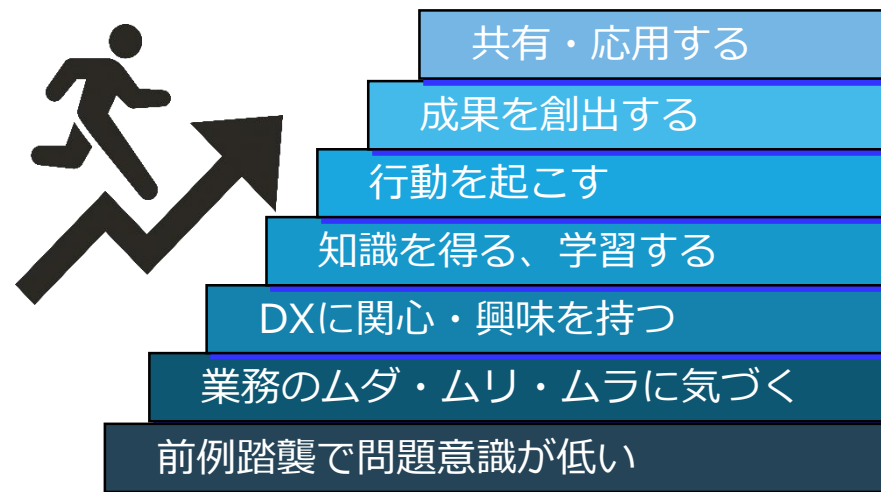 共有・応用する
成果を創出する
行動を起こす
知識を得る、学習する
DXに関心・興味を持つ
業務のムダ・ムリ・ムラに気づく
前例踏襲で問題意識が低い